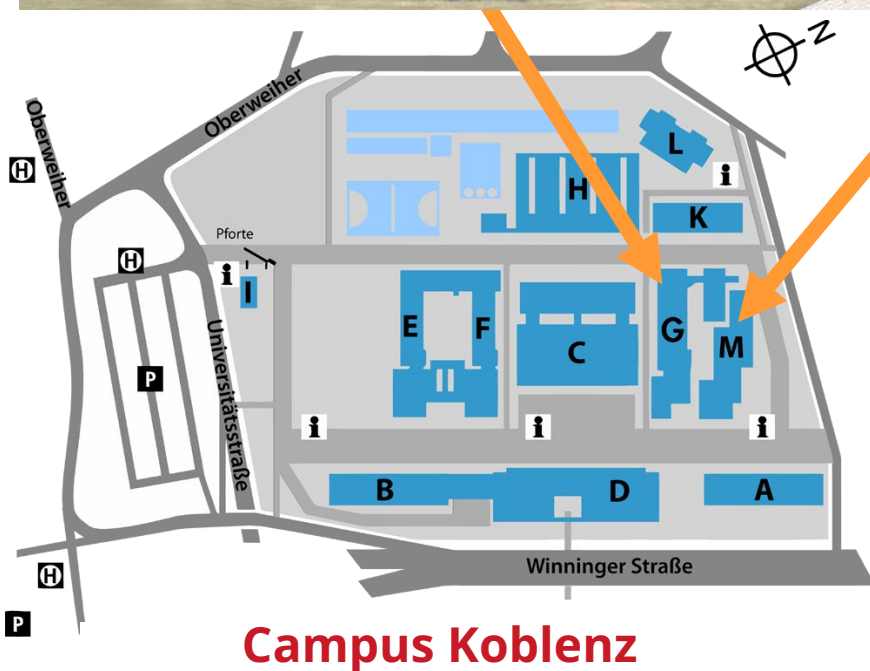 N
Oberweiher
Oberweiher
H
L
i
H
K
Pforte
H
i
I
E
F
G
C
M
P
Universitätsstraße
i
i
i
B
D
A
Winninger Straße
H
P
Campus Koblenz